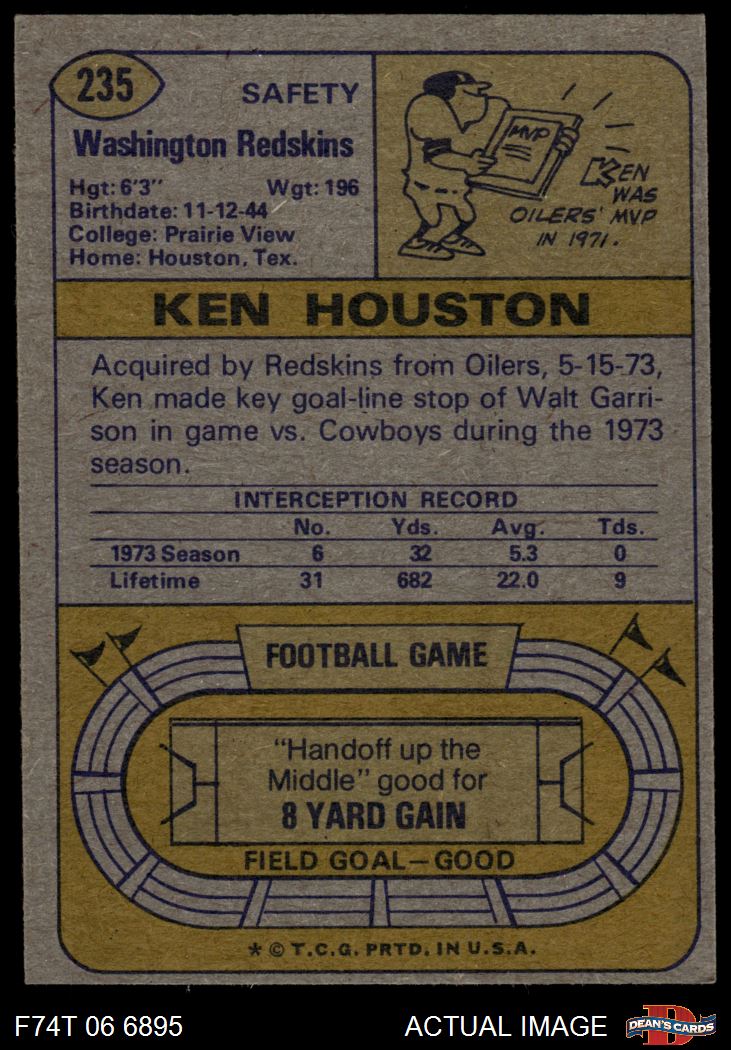 235
SAFETY
Washington Redskins
Hgt: 6'3" Wgt: 196
Birthdate: 11-12-44
College: Prairie View
Home: Houston, Tex.
MVP
KEN
WAS
OILERS' MVP
IN 1971.
KEN HOUSTON
Acquired by Redskins from Oilers, 5-15-73,
Ken made key goal-line stop of Walt Garri-
son in game vs. Cowboys during the 1973
season.
INTERCEPTION RECORD
No. Yds. Avg. Tds.
1973 Season 6 32 5.3 0
Lifetime 31 682 22.0 9
FOOTBALL GAME
"Handoff up the
Middle" good for
8 YARD GAIN
FIELD GOAL—GOOD
* © T.C.G. PRTD. IN U.S.A.
F74T 06 6895 ACTUAL IMAGE
D
DEAN'S CARDS